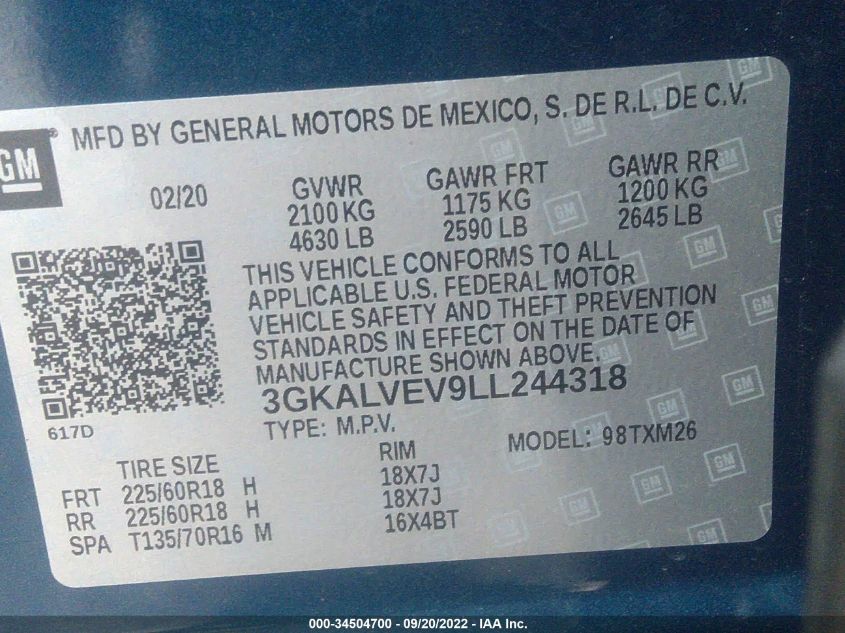 GM
® MFD BY GENERAL MOTORS DE MEXICO, S. DE R.L. DE C.V.
02/20
GVWR
2100 KG
4630 LB
GAWR FRT
1175 KG
2590 LB
GAWR RR
1200 KG
2645 LB
THIS VEHICLE CONFORMS TO ALL
APPLICABLE U.S. FEDERAL MOTOR
VEHICLE SAFETY AND THEFT PREVENTION
STANDARDS IN EFFECT ON THE DATE OF
MANUFACTURE SHOWN ABOVE.
3GKALVEV9LL244318
617D
TYPE: M.P.V.
MODEL: 98TXM26
TIRE SIZE RIM
FRT 225/60R18 H 18X7J
RR 225/60R18 H 18X7J
SPA T135/70R16 M 16X4BT
000-34504700 - 09/20/2022 - IAA Inc.